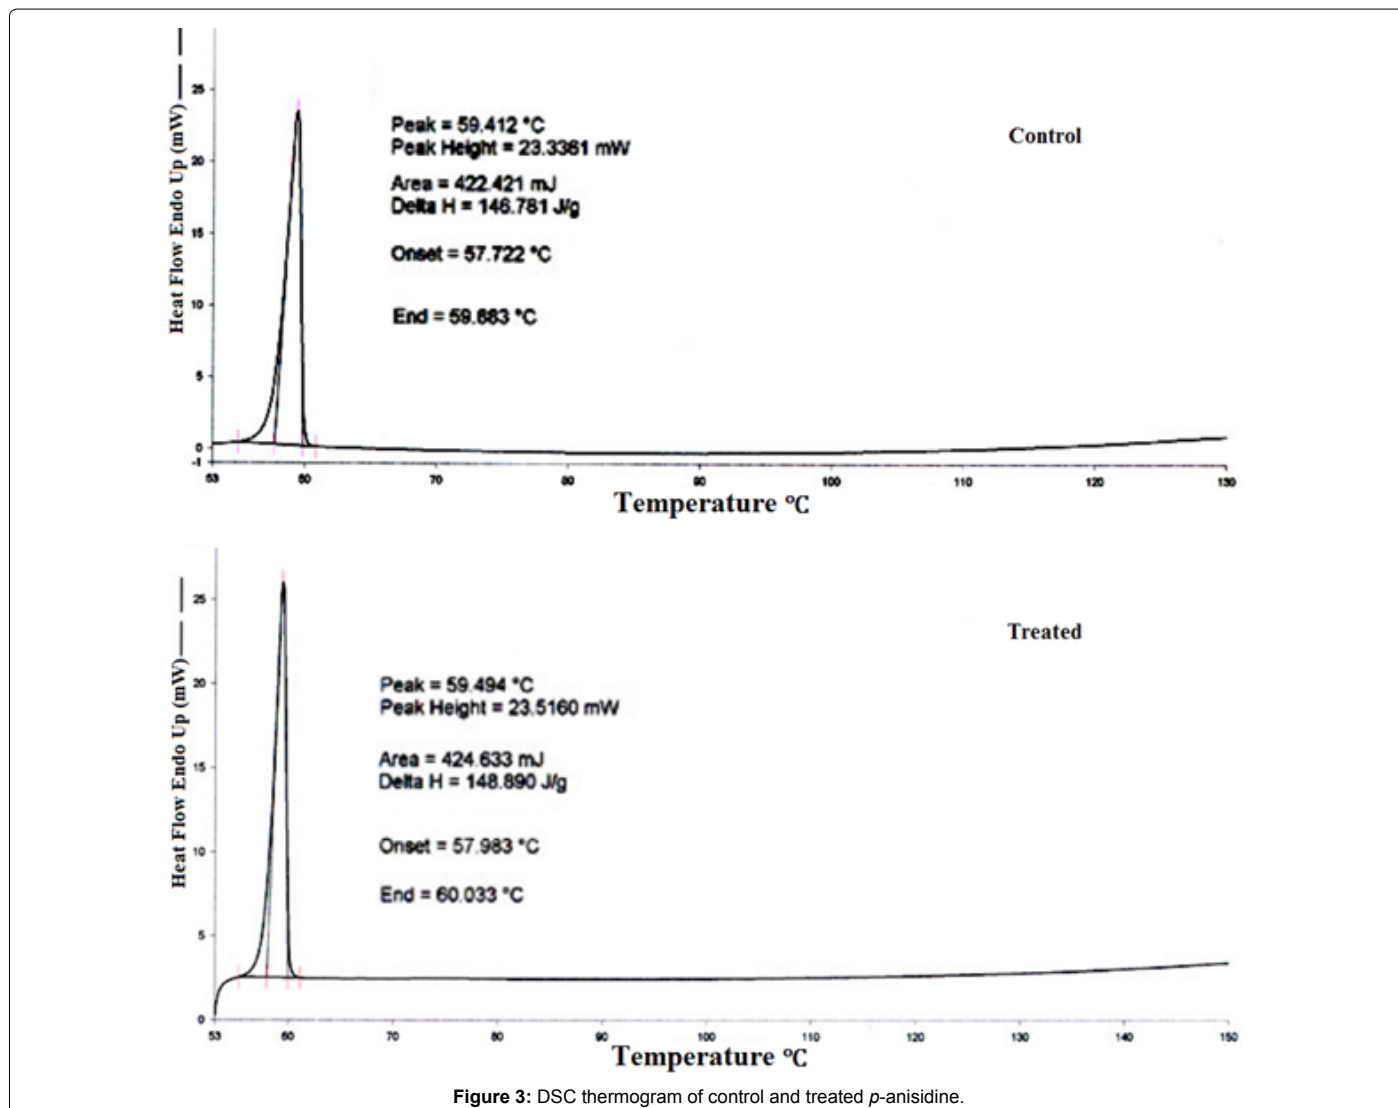 Heat Flow Endo Up (mW)
25
20
15
10
5
0
-1
Peak = 59.412 °C
Peak Height = 23.3361 mW
Area = 422.421 mJ
Delta H = 146.781 J/g
Onset = 57.722 °C
End = 59.883 °C
Control
53 60 70 80 90 100 110 120 130
Temperature °C
Heat Flow Endo Up (mW)
25
20
15
10
5
0
Peak = 59.494 °C
Peak Height = 23.5160 mW
Area = 424.633 mJ
Delta H = 148.890 J/g
Onset = 57.983 °C
End = 60.033 °C
Treated
53 60 70 80 90 100 110 120 130 140 150
Temperature °C
Figure 3: DSC thermogram of control and treated p-anisidine.